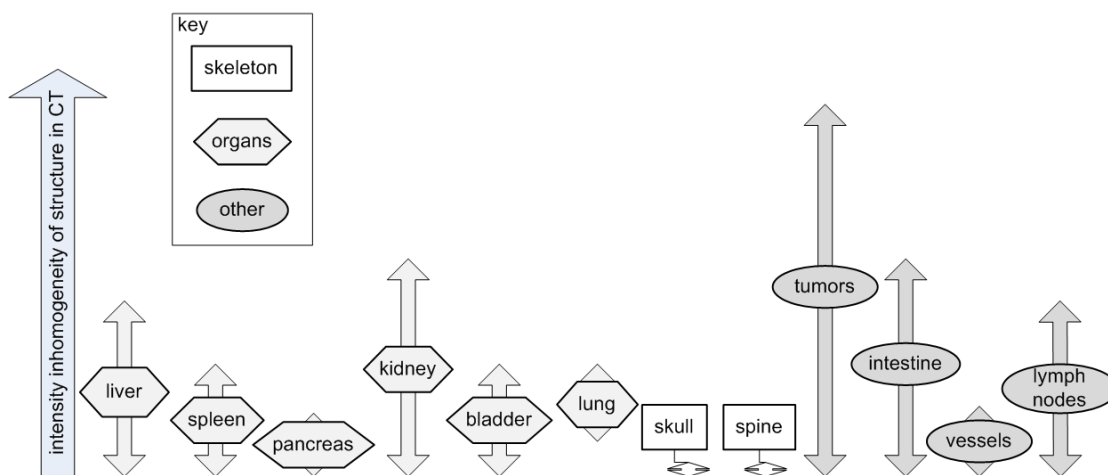 key
skeleton
organs
other
intensity inhomogeneity of structure in CT
liver
spleen
pancreas
kidney
bladder
lung
skull
spine
tumors
intestine
vessels
lymph
nodes